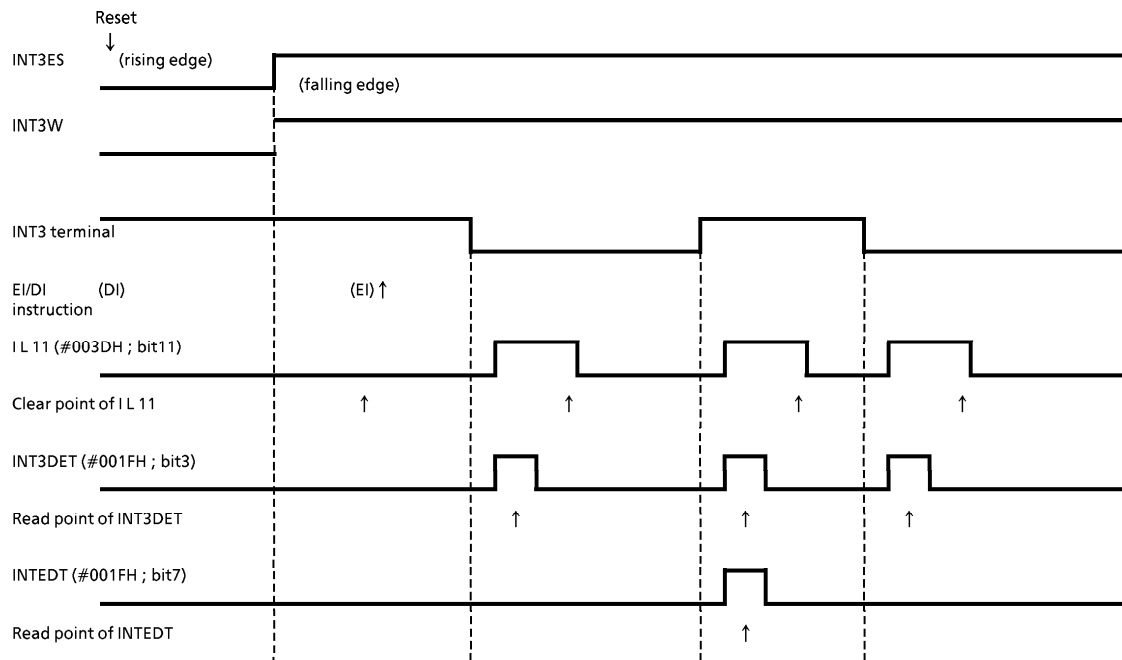 Reset
INT3ES
↓ (rising edge)
(falling edge)
INT3W
INT3 terminal
EI/DI (DI) (EI) ↑
instruction
I L 11 (#003DH ; bit11)
Clear point of I L 11 ↑ ↑ ↑ ↑
INT3DET (#001FH ; bit3)
Read point of INT3DET ↑ ↑ ↑
INTEDT (#001FH ; bit7)
Read point of INTEDT ↑